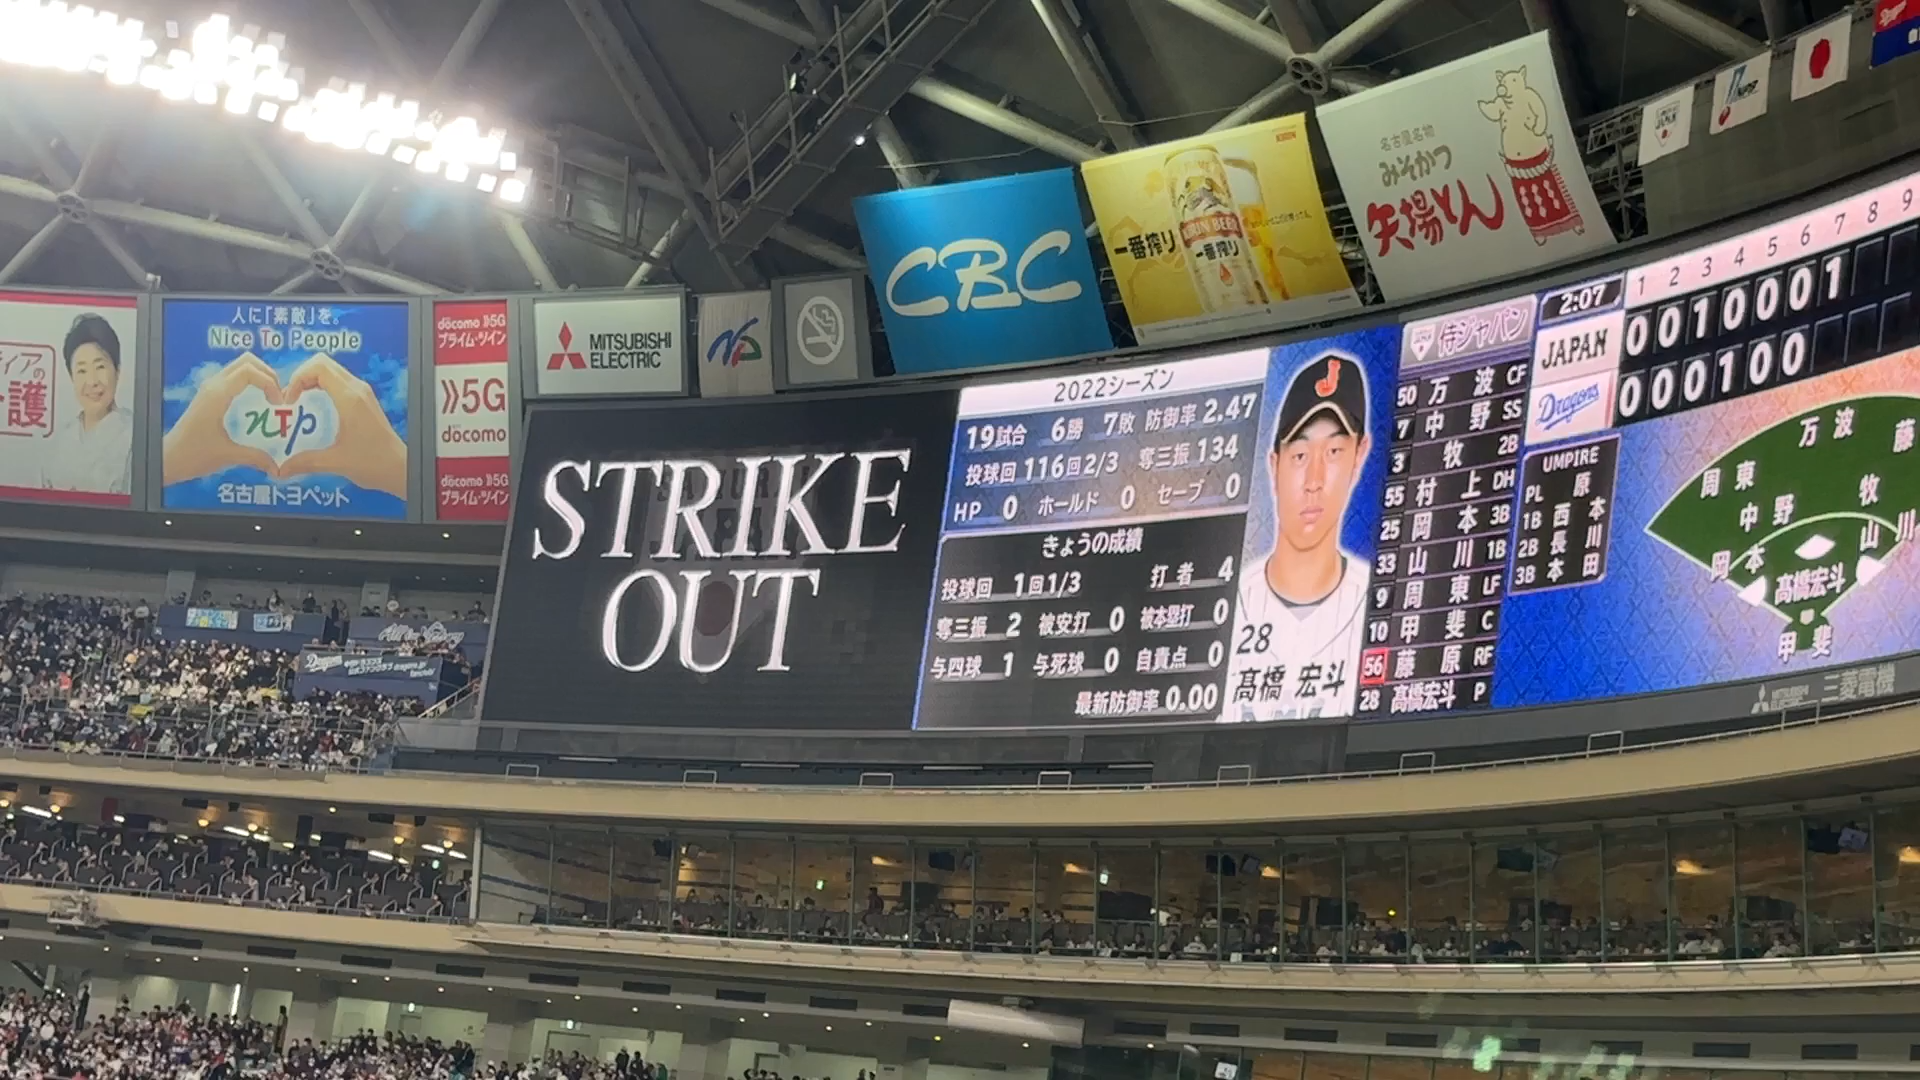 人に「素敵」を。
Nice To People
NTP
名古屋トヨペット
護
docomo 5G
プライム・ツイン
5G
docomo
docomo 5G
プライム・ツイン
MITSUBISHI
ELECTRIC
CBC
KIRIN
一番搾り
KIRIN BEER
一番搾り
名古屋名物
みそかつ
矢場とん
STRIKE
OUT
2022シーズン
19試合 6勝 7敗 防御率 2.47
投球回 116回2/3 奪三振 134
HP 0 ホールド 0 セーブ 0
きょうの成績
投球回 1回1/3 打者 4
奪三振 2 被安打 0 被本塁打 0
与四球 1 与死球 0 自責点 0
最新防御率 0.00
J
28
髙橋 宏斗
侍ジャパン
50 万波 CF
7 中野 SS
3 牧 2B
55 村上 DH
25 岡本 3B
33 山川 1B
9 周東 LF
10 甲斐 C
56 藤原 RF
28 髙橋宏斗 P
2:07
1 2 3 4 5 6 7 8 9
JAPAN 0 0 1 0 0 0 1
Dragons 0 0 0 1 0 0
UMPIRE
PL 原
1B 西本
2B 長川
3B 本田
万波
藤
周東
中野
牧
岡本
山川
髙橋宏斗
甲斐
MITSUBISHI
ELECTRIC
三菱電機
Dragons